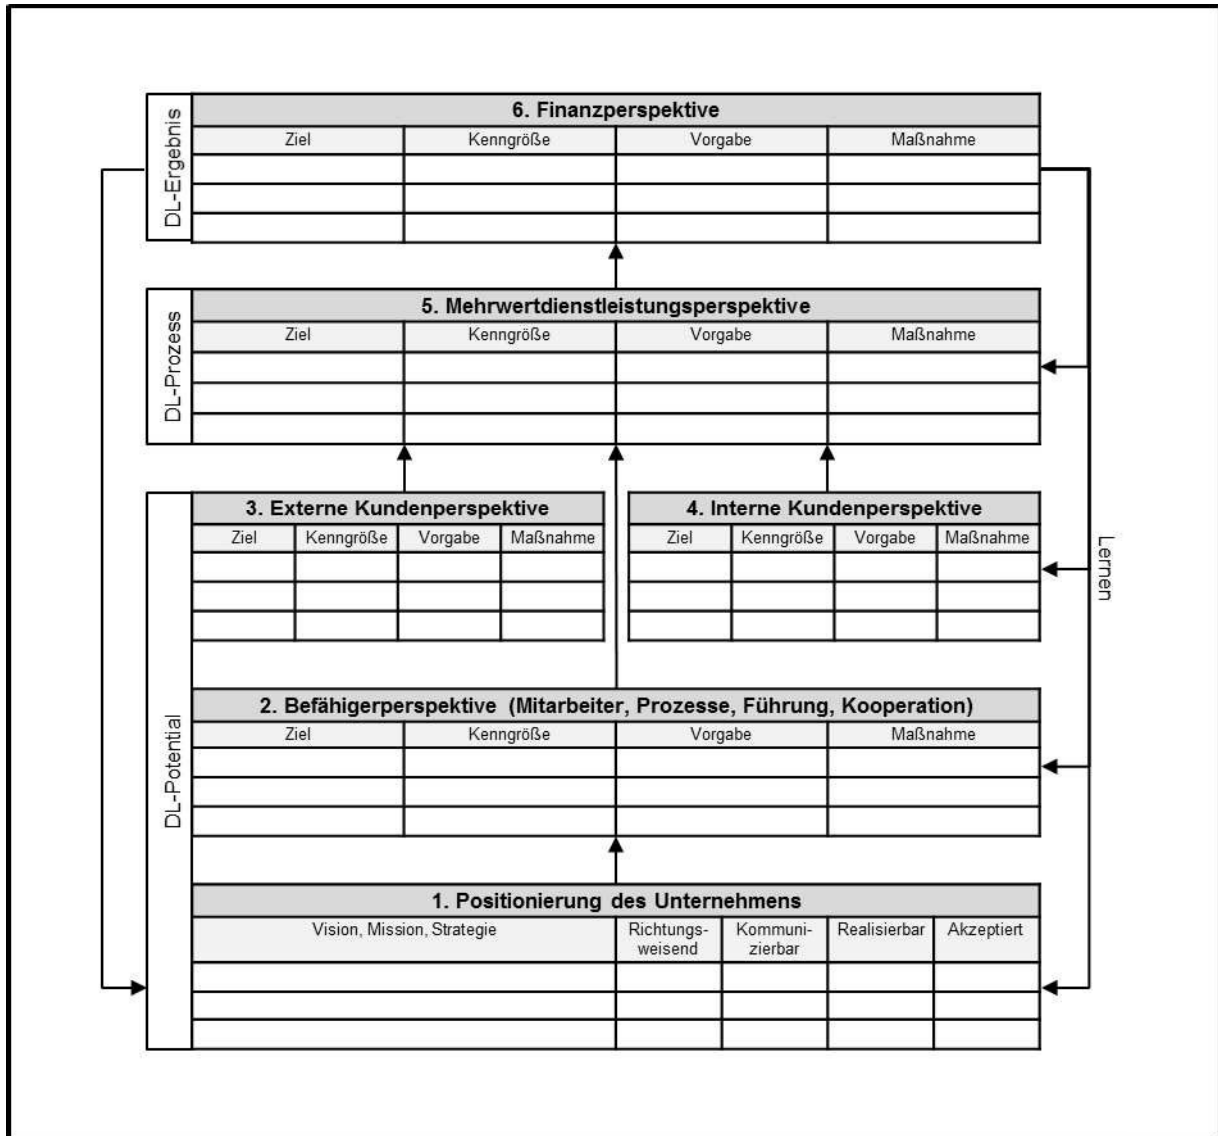 DL-Ergebnis
6. Finanzperspektive
Ziel Kenngröße Vorgabe Maßnahme
DL-Prozess
5. Mehrwertdienstleistungsperspektive
Ziel Kenngröße Vorgabe Maßnahme
DL-Potential
3. Externe Kundenperspektive
Ziel Kenngröße Vorgabe Maßnahme
4. Interne Kundenperspektive
Ziel Kenngröße Vorgabe Maßnahme
Lernen
2. Befähigerperspektive (Mitarbeiter, Prozesse, Führung, Kooperation)
Ziel Kenngröße Vorgabe Maßnahme
1. Positionierung des Unternehmens
Vision, Mission, Strategie
Richtungs-
weisend
Kommuni-
zierbar
Realisierbar
Akzeptiert